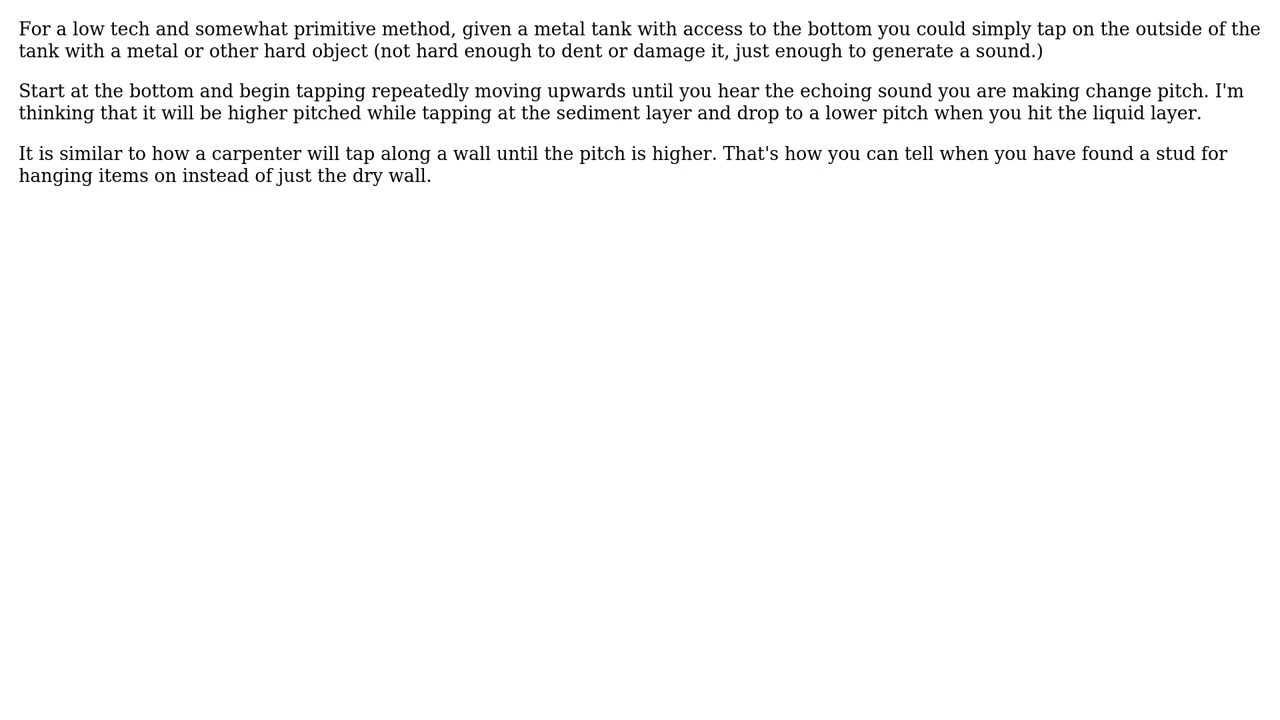 For a low tech and somewhat primitive method, given a metal tank with access to the bottom you could simply tap on the outside of the
tank with a metal or other hard object (not hard enough to dent or damage it, just enough to generate a sound.)
Start at the bottom and begin tapping repeatedly moving upwards until you hear the echoing sound you are making change pitch. I'm
thinking that it will be higher pitched while tapping at the sediment layer and drop to a lower pitch when you hit the liquid layer.
It is similar to how a carpenter will tap along a wall until the pitch is higher. That's how you can tell when you have found a stud for
hanging items on instead of just the dry wall.